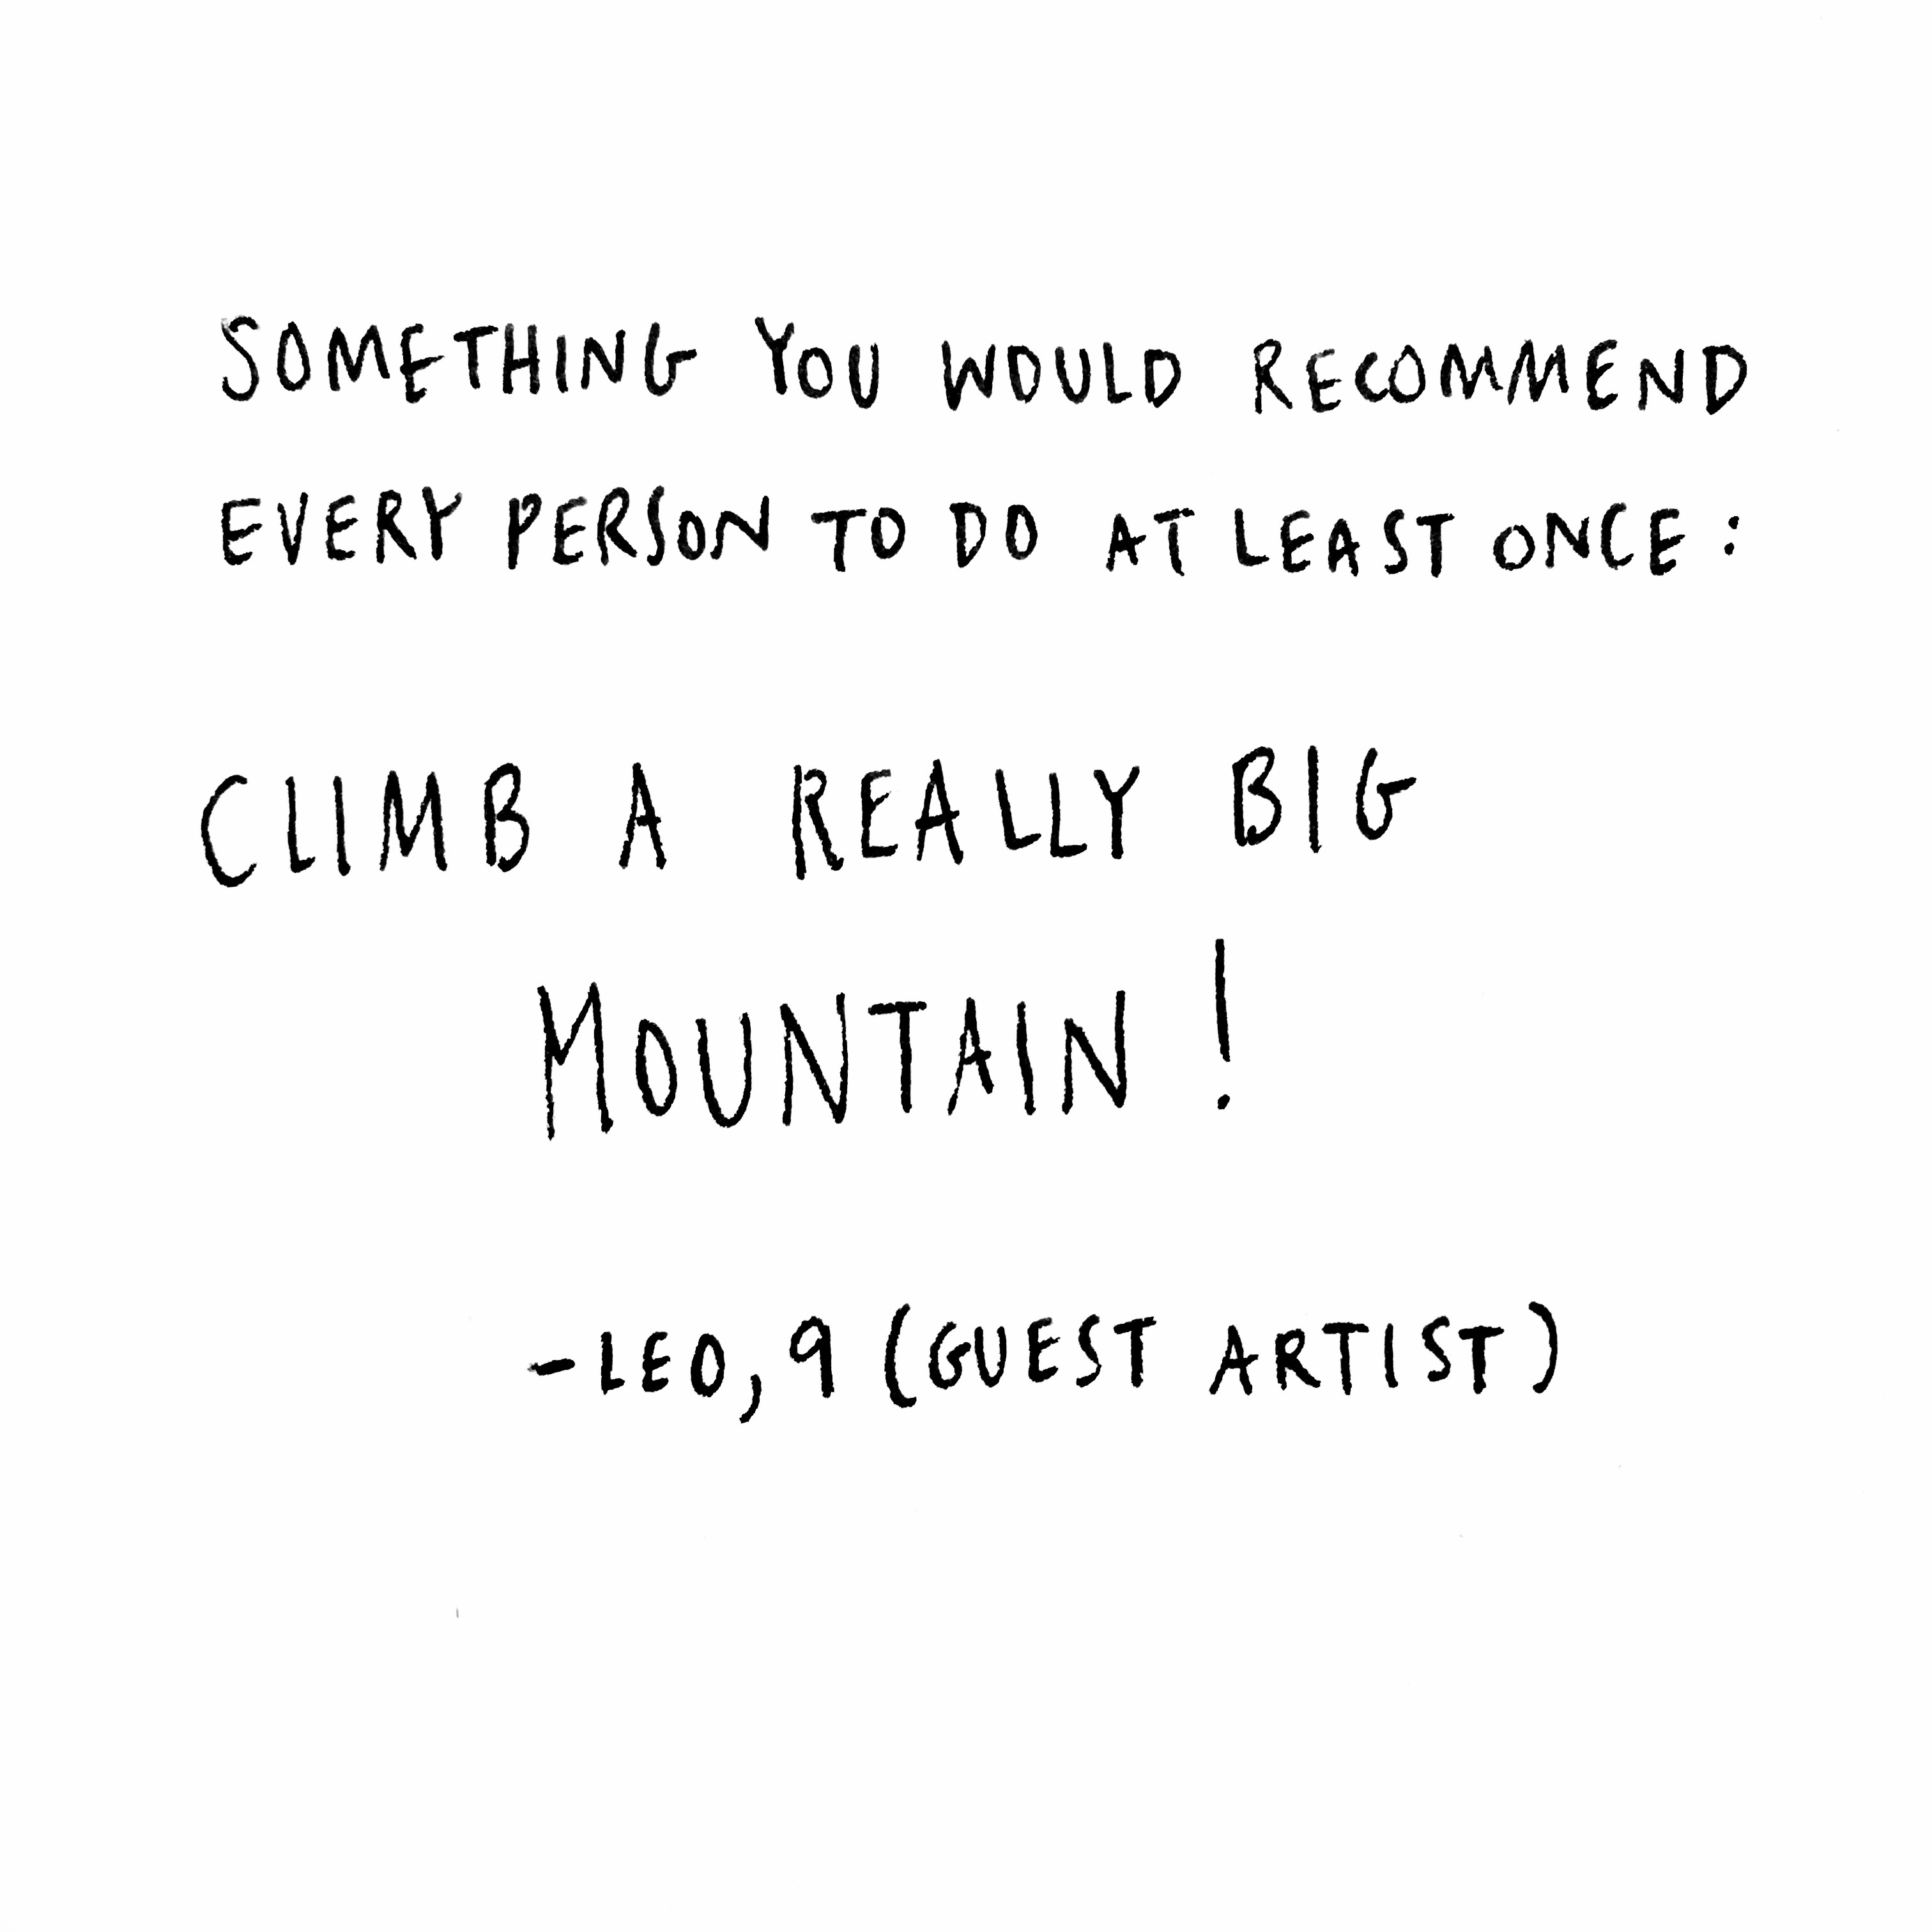 SOMETHING YOU WOULD RECOMMEND
EVERY PERSON TO DO AT LEAST ONCE:
CLIMB A REALLY BIG
MOUNTAIN!
-LEO, 9 (GUEST ARTIST)